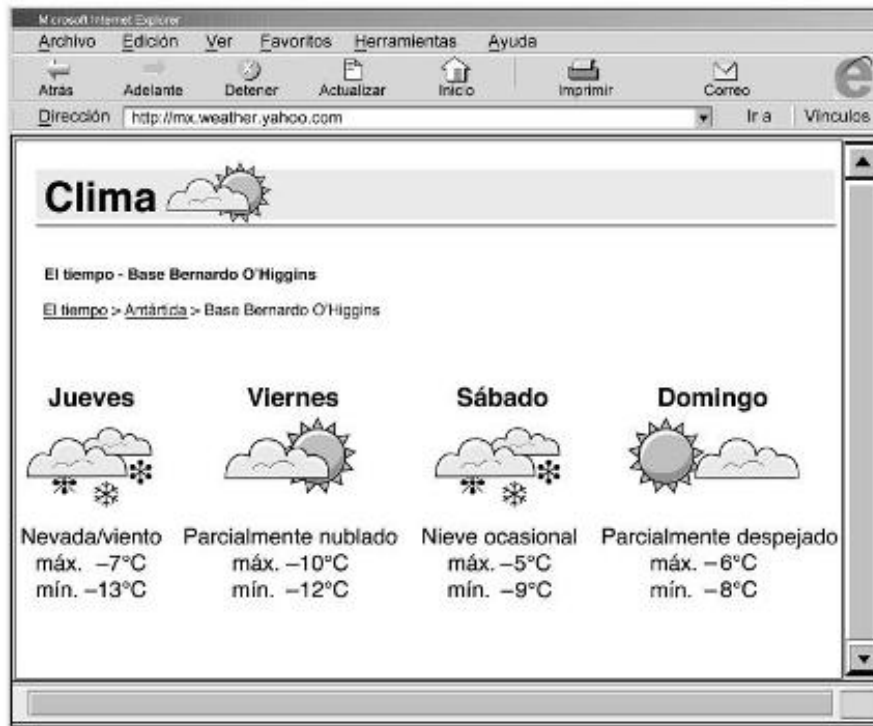 Microsoft Internet Explorer
Archivo Edición Ver Favoritos Herramientas Ayuda
Atrás Adelante Detener Actualizar Inicio Imprimir Correo
Dirección http://mx.weather.yahoo.com Ir a Vínculos
Clima
El tiempo - Base Bernardo O'Higgins
El tiempo > Antártida > Base Bernardo O'Higgins
Jueves Viernes Sábado Domingo
Nevada/viento Parcialmente nublado Nieve ocasional Parcialmente despejado
máx. –7°C máx. –10°C máx. –5°C máx. –6°C
mín. –13°C mín. –12°C mín. –9°C mín. –8°C